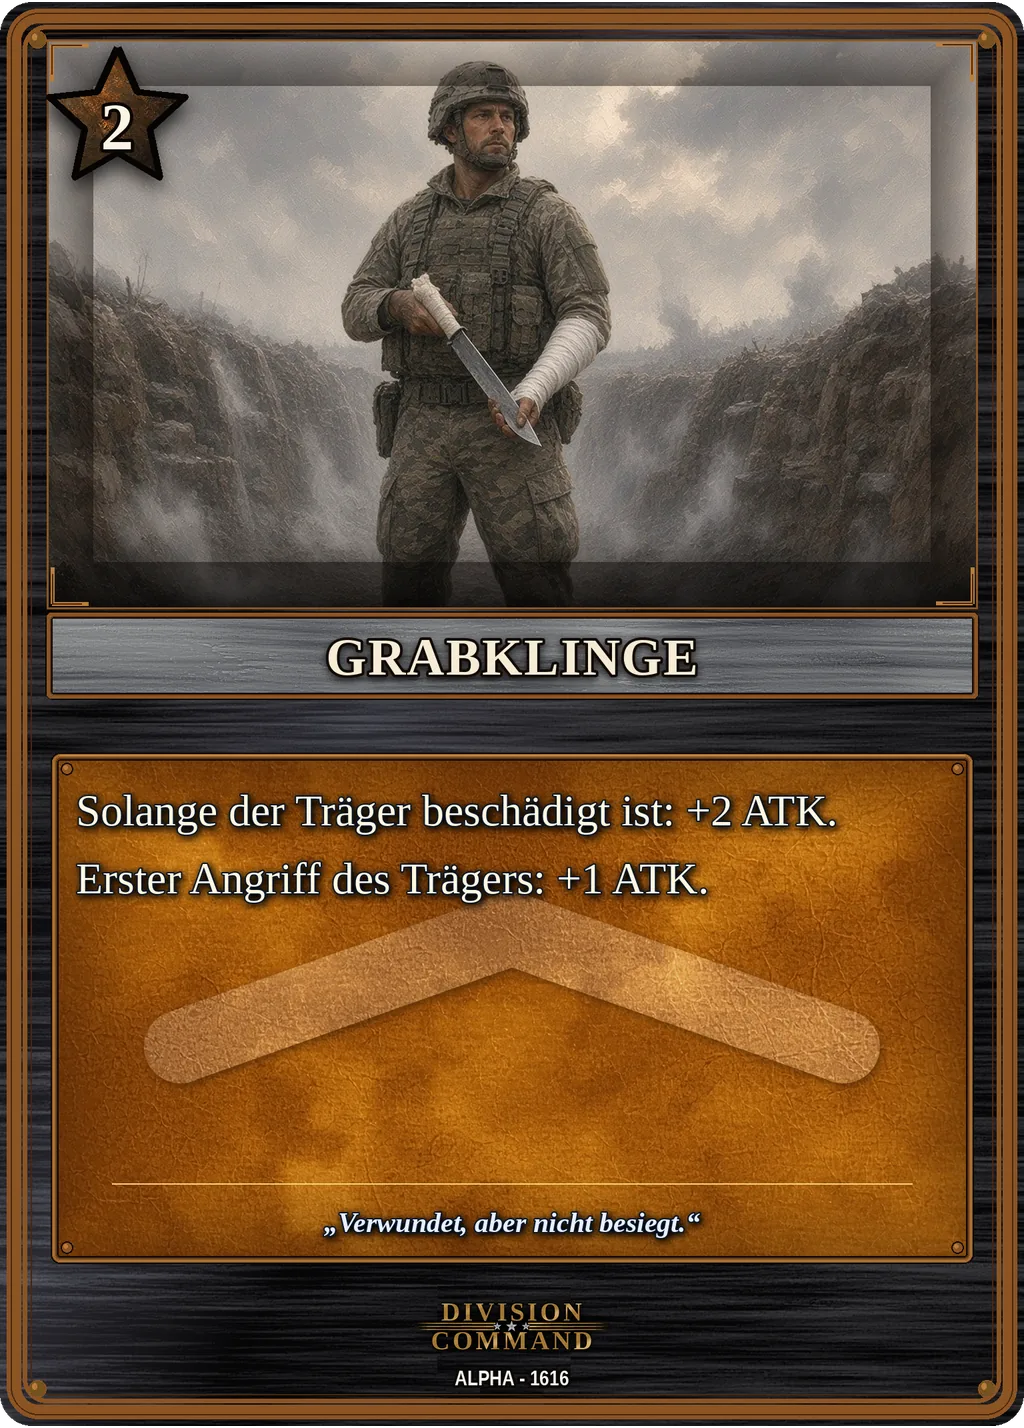 2
GRABKLINGE
Solange der Träger beschädigt ist: +2 ATK.
Erster Angriff des Trägers: +1 ATK.
„Verwundet, aber nicht besiegt.“
DIVISION
COMMAND
ALPHA - 1616